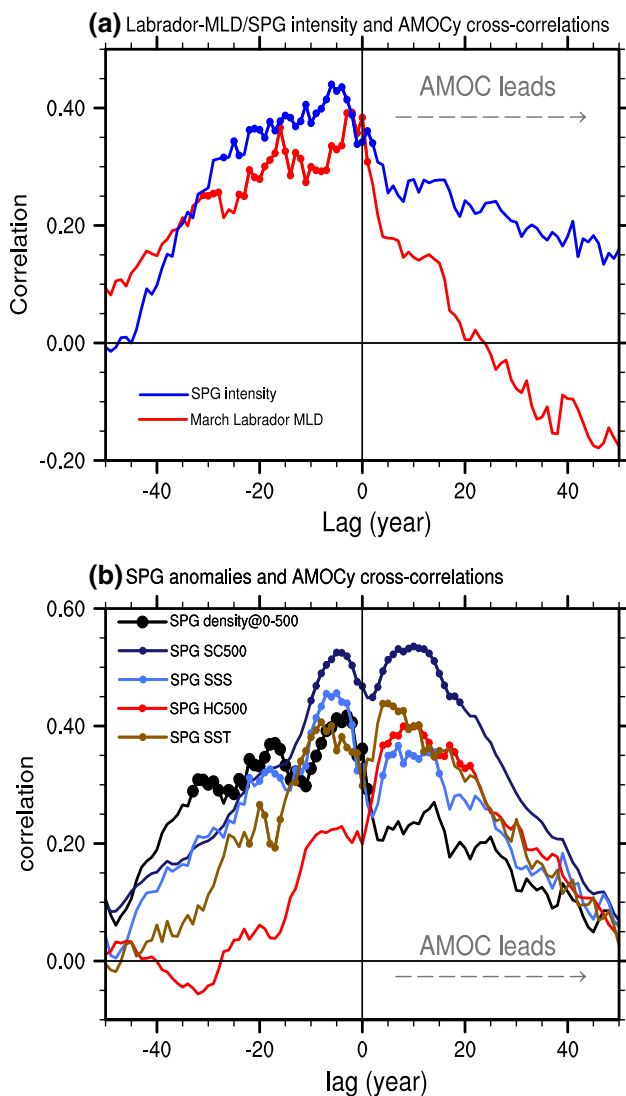 (a) Labrador-MLD/SPG intensity and AMOCy cross-correlations
AMOC leads
0.40
0.20
0.00
-0.20
Correlation
SPG intensity
March Labrador MLD
-40 -20 0 20 40
Lag (year)
(b) SPG anomalies and AMOCy cross-correlations
0.60
0.40
0.20
0.00
correlation
SPG density@0-500
SPG SC500
SPG SSS
SPG HC500
SPG SST
AMOC leads
-40 -20 0 20 40
lag (year)